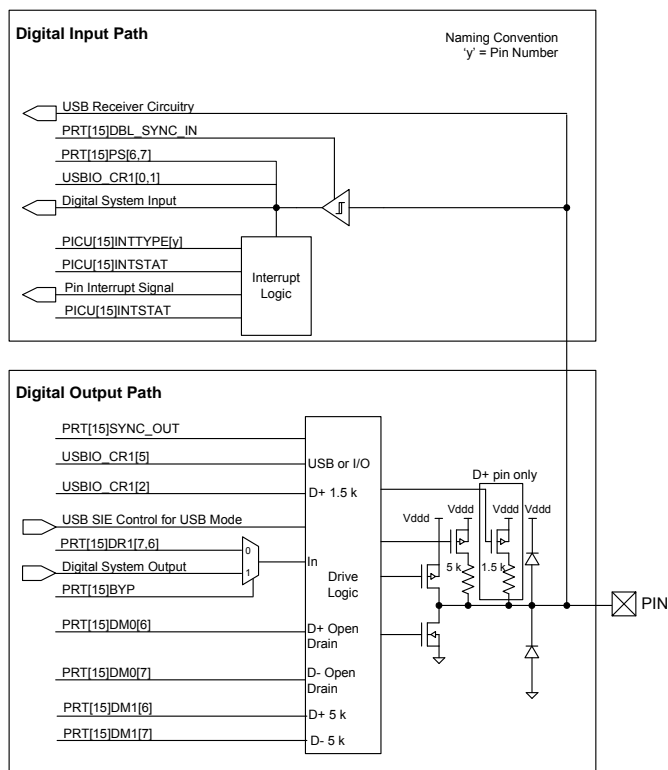 Digital Input Path
Naming Convention
‘y’ = Pin Number
USB Receiver Circuitry
PRT[15]DBL_SYNC_IN
PRT[15]PS[6,7]
USBIO_CR1[0,1]
Digital System Input
PICU[15]INTTYPE[y]
PICU[15]INTSTAT
Pin Interrupt Signal
PICU[15]INTSTAT
Interrupt
Logic
Digital Output Path
PRT[15]SYNC_OUT
USBIO_CR1[5]
USB or I/O
USBIO_CR1[2]
D+ 1.5 k
USB SIE Control for USB Mode
PRT[15]DR1[7,6]
0
Digital System Output
1
PRT[15]BYP
In
Drive
Logic
PRT[15]DM0[6]
D+ Open
Drain
PRT[15]DM0[7]
D- Open
Drain
PRT[15]DM1[6]
D+ 5 k
PRT[15]DM1[7]
D- 5 k
D+ pin only
Vddd
Vddd
Vddd
Vddd
5 k
1.5 k
PIN